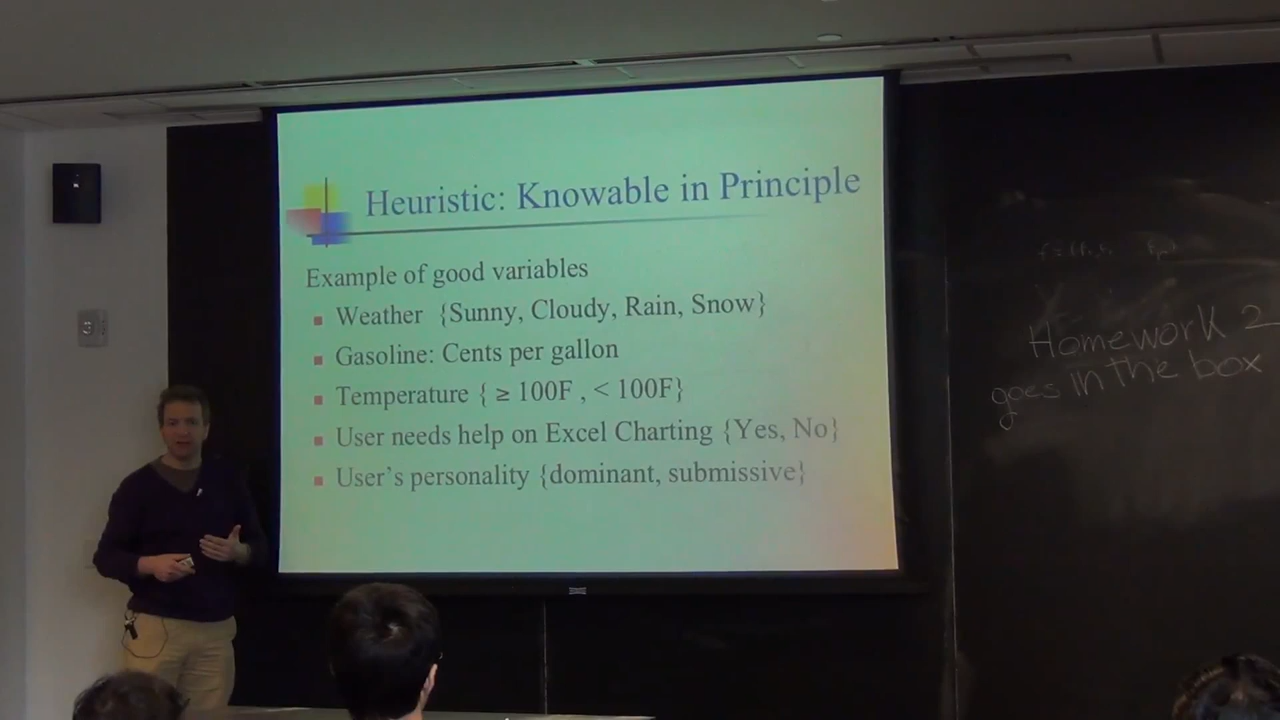 Heuristic: Knowable in Principle
Example of good variables
Weather {Sunny, Cloudy, Rain, Snow}
Gasoline: Cents per gallon
Temperature { ≥ 100F , < 100F}
User needs help on Excel Charting {Yes, No}
User's personality {dominant, submissive}
Homework 2
goes in the box